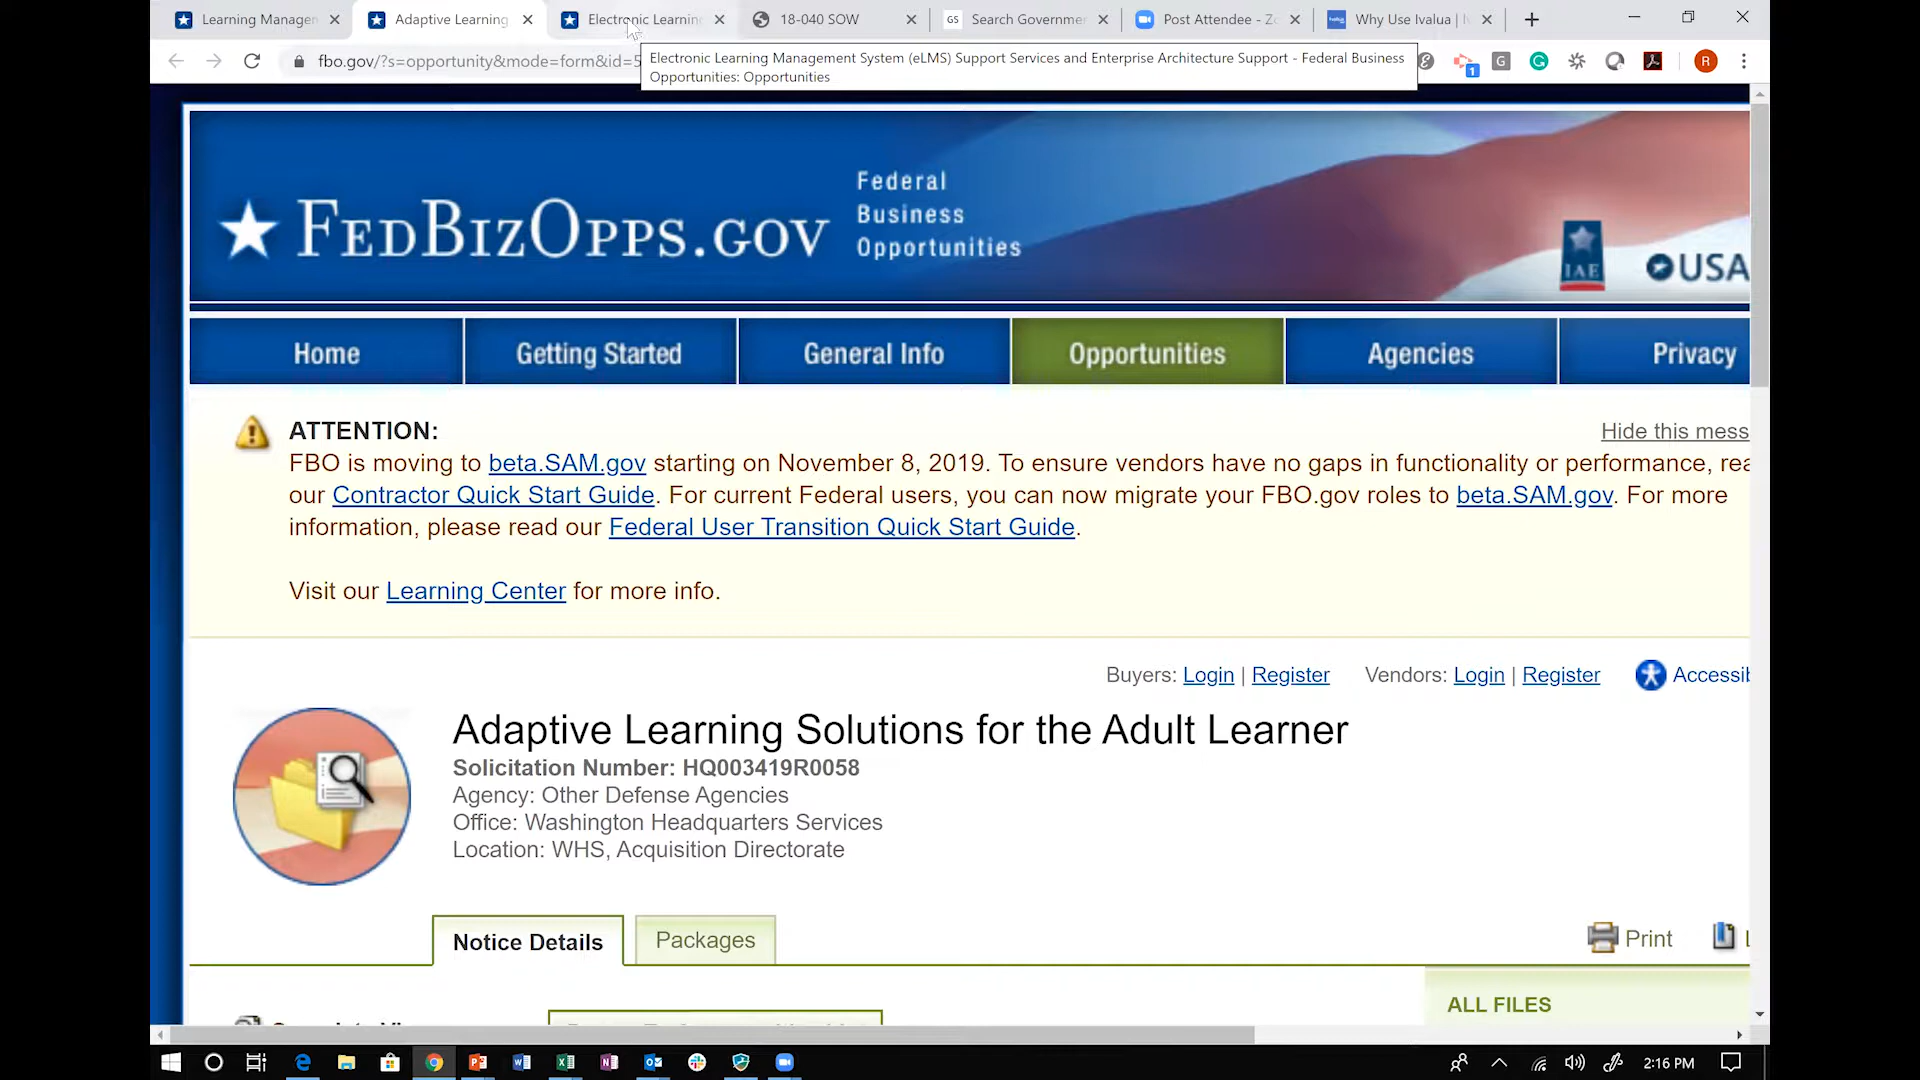 Learning Managem
Adaptive Learning
Electronic Learnin
18-040 SOW
GS Search Governme
Post Attendee - Zo
Why Use Ivalua |
fbo.gov/?s=opportunity&mode=form&id=5
Electronic Learning Management System (eLMS) Support Services and Enterprise Architecture Support - Federal Business
Opportunities: Opportunities
1
R
FEDBIZOPPS.GOV
Federal
Business
Opportunities
IAE
USA
Home
Getting Started
General Info
Opportunities
Agencies
Privacy
ATTENTION:
Hide this mess
FBO is moving to beta.SAM.gov starting on November 8, 2019. To ensure vendors have no gaps in functionality or performance, rea
our Contractor Quick Start Guide. For current Federal users, you can now migrate your FBO.gov roles to beta.SAM.gov. For more
information, please read our Federal User Transition Quick Start Guide.
Visit our Learning Center for more info.
Buyers: Login | Register Vendors: Login | Register Accessib
Adaptive Learning Solutions for the Adult Learner
Solicitation Number: HQ003419R0058
Agency: Other Defense Agencies
Office: Washington Headquarters Services
Location: WHS, Acquisition Directorate
Notice Details
Packages
Print
ALL FILES
2:16 PM